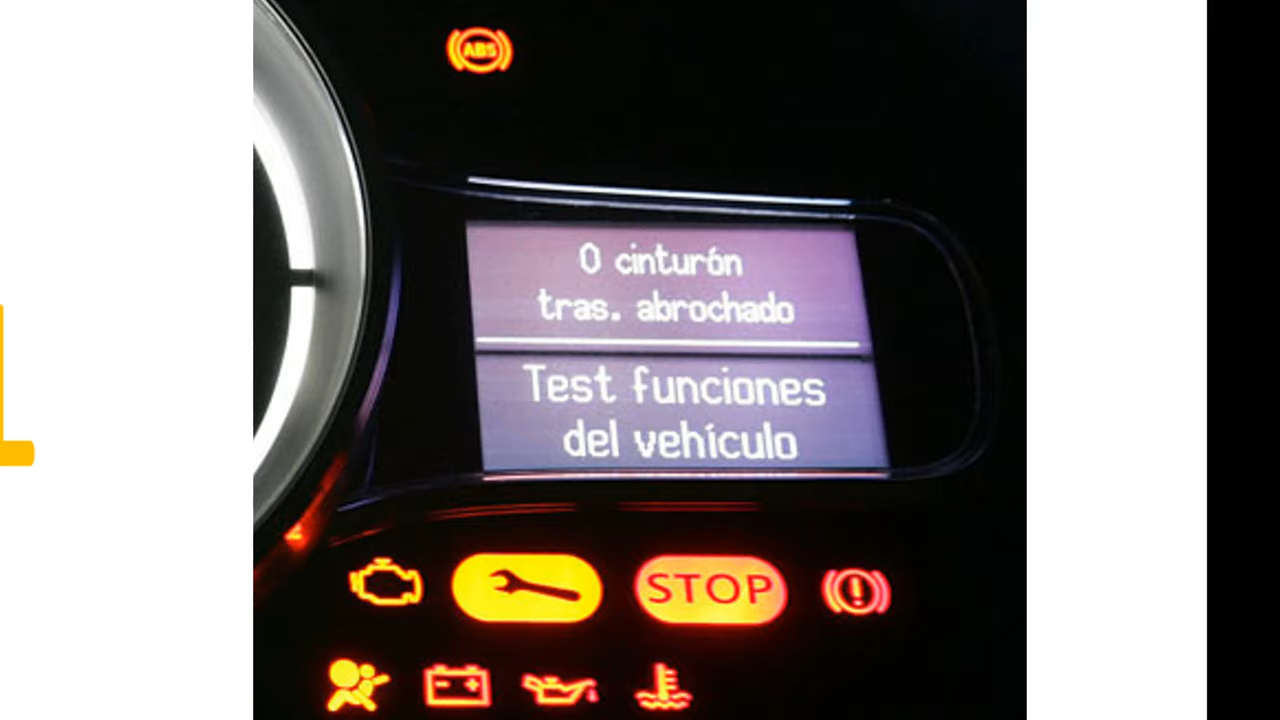 ABS
0 cinturón
tras. abrochado
Test funciones
del vehículo
STOP